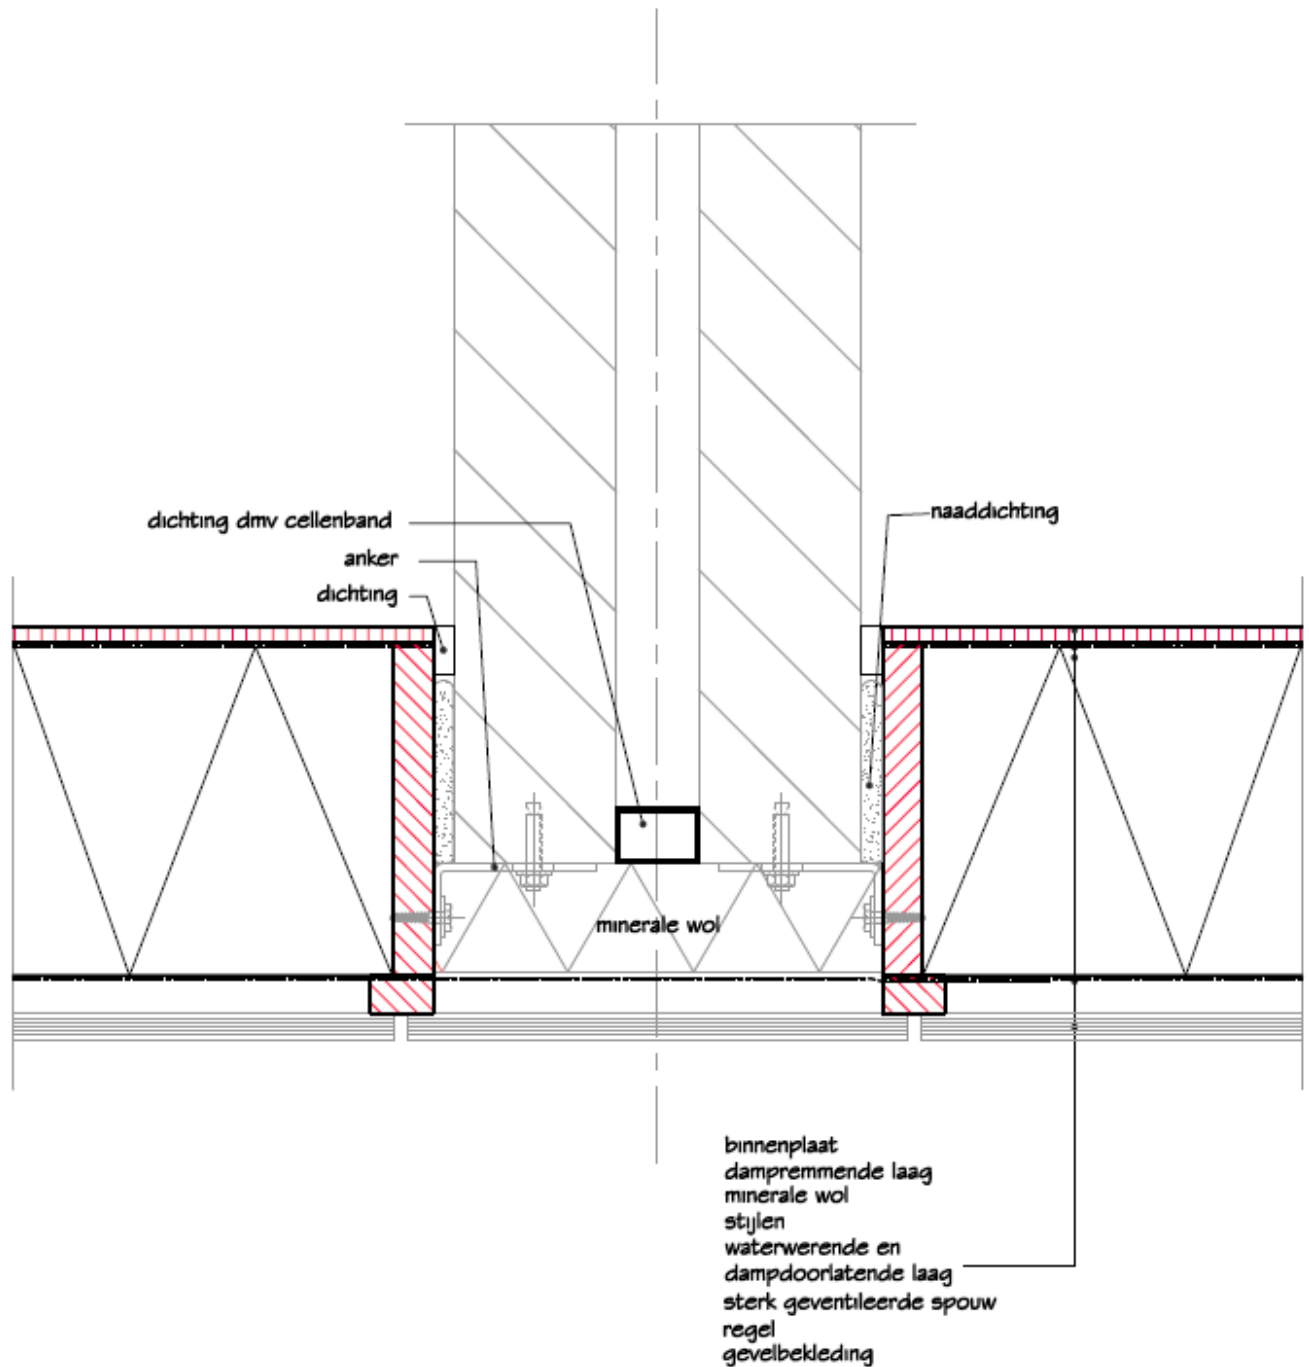 dichting dmv cellenband
naaddichting
anker
dichting
minerale wol
binnenplaat
dampremmende laag
minerale wol
stijlen
waterwerende en
dampdoorlatende laag
sterk geventileerde spouw
regel
gevelbekleding